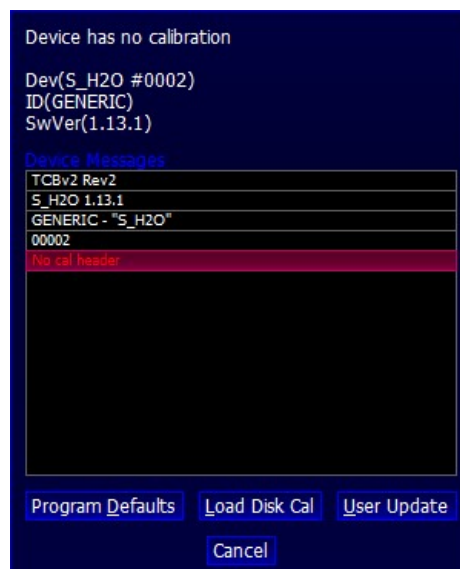 Device has no calibration
Dev(S_H2O #0002)
ID(GENERIC)
SwVer(1.13.1)
Device Messages
TCBv2 Rev2
S_H2O 1.13.1
GENERIC - "S_H2O"
00002
No cal header
Program Defaults
Load Disk Cal
User Update
Cancel